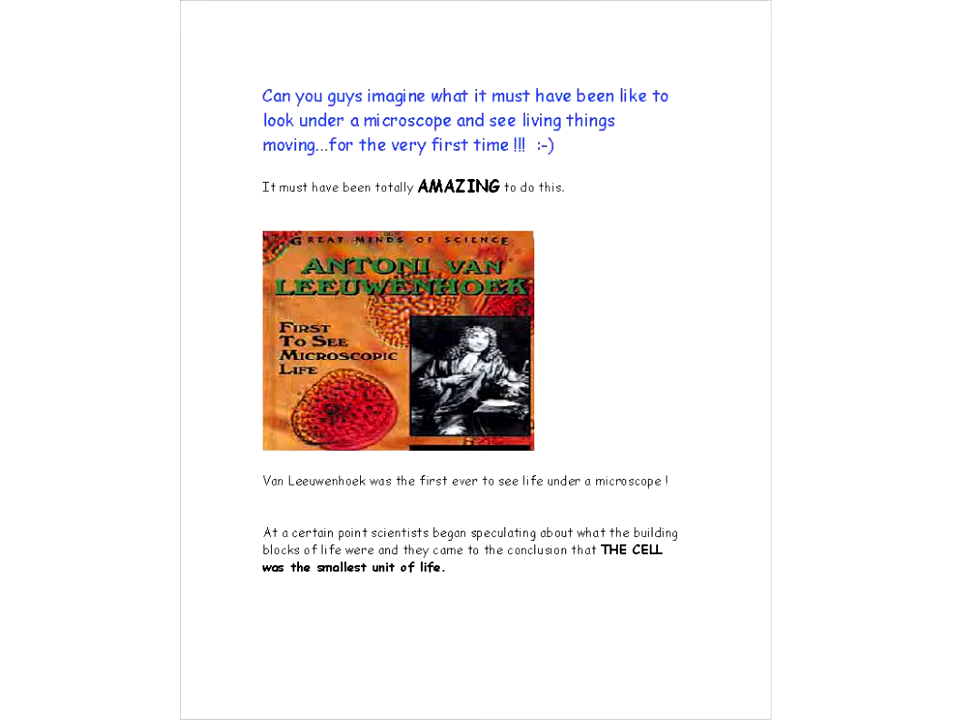 Can you guys imagine what it must have been like to
look under a microscope and see living things
moving...for the very first time !!!  :-)
It must have been totally AMAZING to do this.
GREAT MINDS OF SCIENCE
ANTONI VAN
LEEUWENHOEK
FIRST
TO SEE
MICROSCOPIC
LIFE
Van Leeuwenhoek was the first ever to see life under a microscope !
At a certain point scientists began speculating about what the building
blocks of life were and they came to the conclusion that THE CELL
was the smallest unit of life.